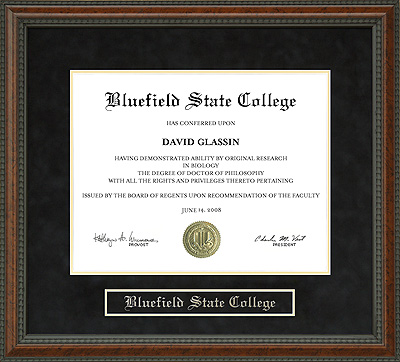 Bluefield State College
HAS CONFERRED UPON
DAVID GLASSIN
HAVING DEMONSTRATED ABILITY BY ORIGINAL RESEARCH
IN BIOLOGY
THE DEGREE OF DOCTOR OF PHILOSOPHY
WITH ALL THE RIGHTS AND PRIVILEGES THERETO PERTAINING
ISSUED BY THE BOARD OF REGENTS UPON RECOMMENDATION OF THE FACULTY
JUNE 14, 2008
PROVOST
PRESIDENT
Bluefield State College